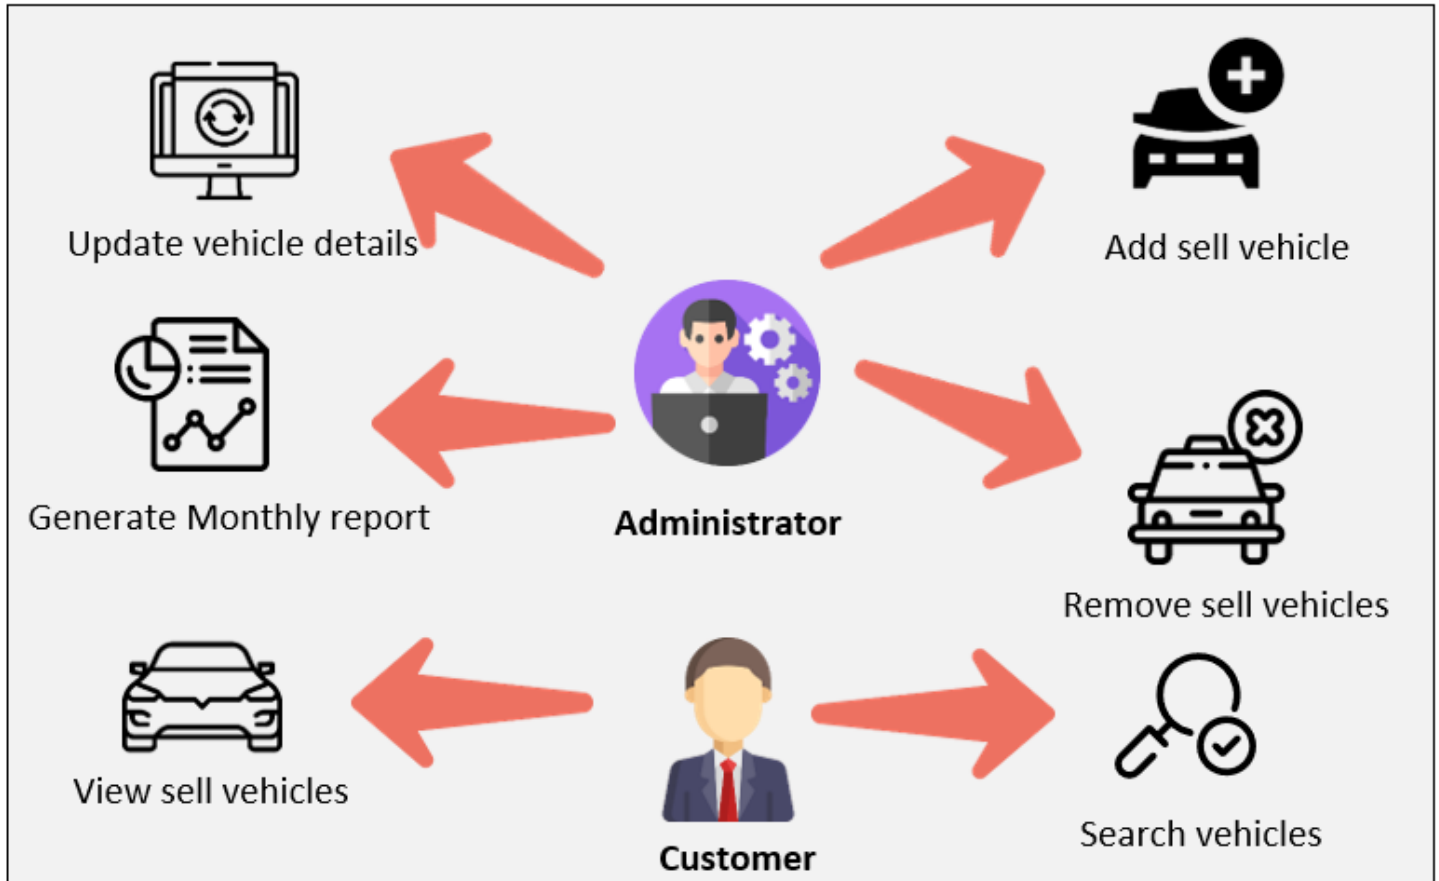 Update vehicle details
Add sell vehicle
Generate Monthly report
Administrator
Remove sell vehicles
View sell vehicles
Search vehicles
Customer